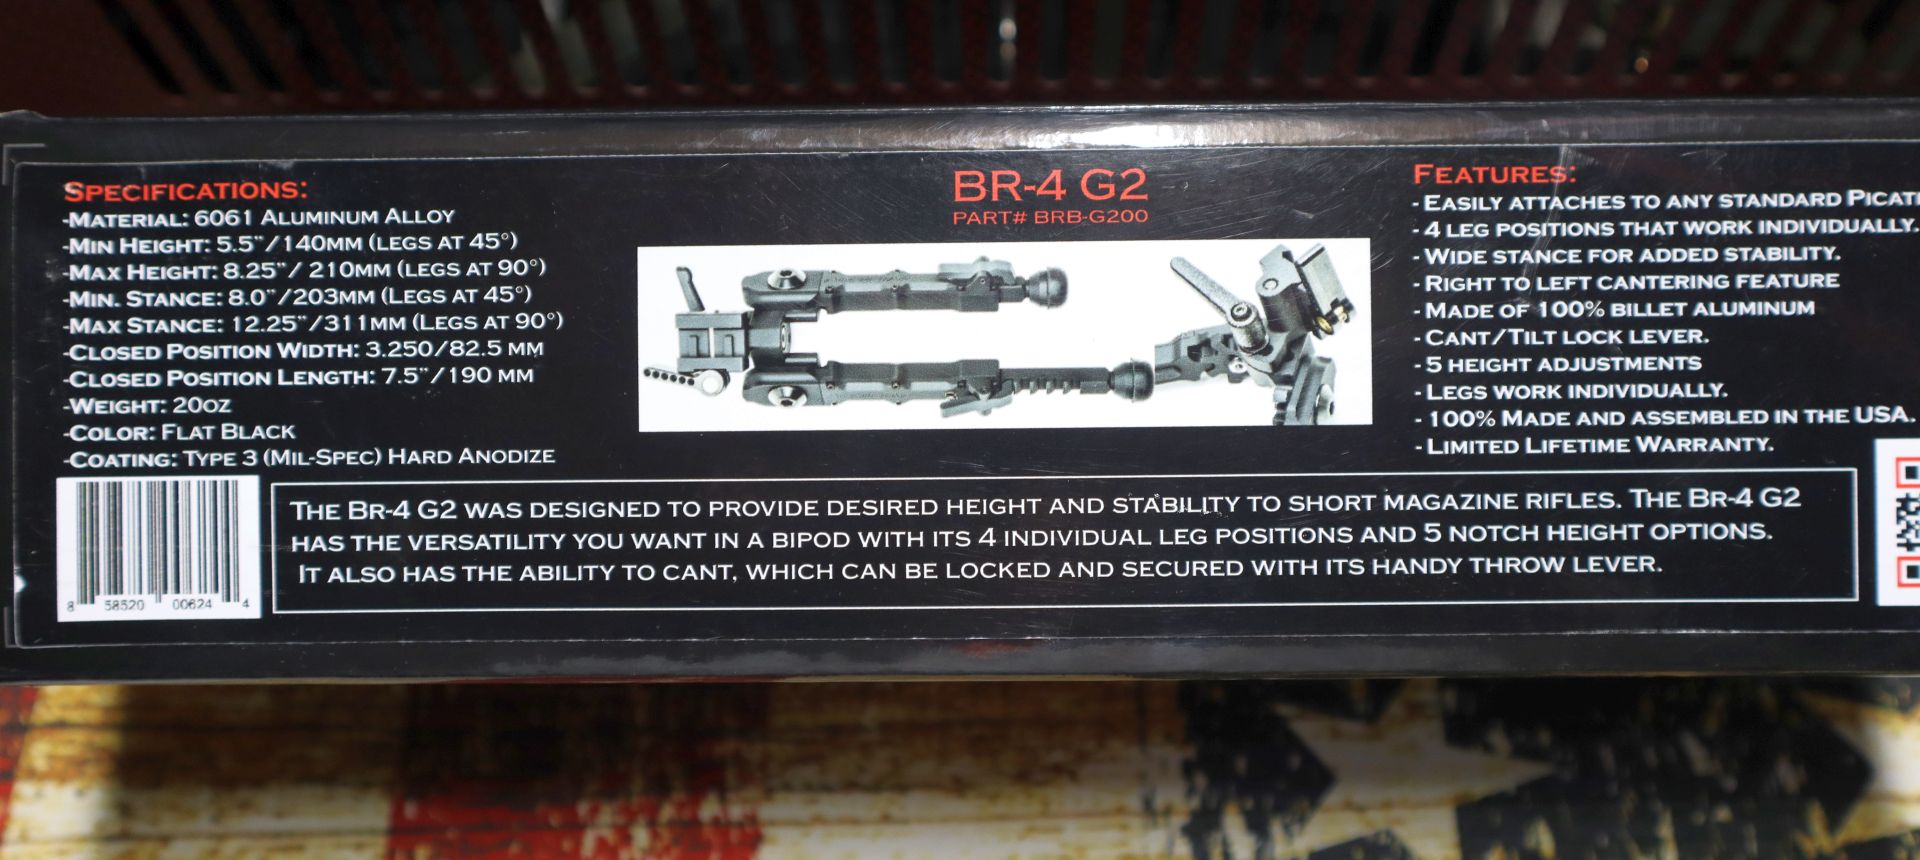 SPECIFICATIONS:
-MATERIAL: 6061 ALUMINUM ALLOY
-MIN HEIGHT: 5.5"/140MM (LEGS AT 45°)
-MAX HEIGHT: 8.25"/ 210MM (LEGS AT 90°)
-MIN. STANCE: 8.0"/203MM (LEGS AT 45°)
-MAX STANCE: 12.25"/311MM (LEGS AT 90°)
-CLOSED POSITION WIDTH: 3.250/82.5 MM
-CLOSED POSITION LENGTH: 7.5"/190 MM
-WEIGHT: 20OZ
-COLOR: FLAT BLACK
-COATING: TYPE 3 (MIL-SPEC) HARD ANODIZE
BR-4 G2
PART# BRB-G200
FEATURES:
- EASILY ATTACHES TO ANY STANDARD PICATI
- 4 LEG POSITIONS THAT WORK INDIVIDUALLY.
- WIDE STANCE FOR ADDED STABILITY.
- RIGHT TO LEFT CANTERING FEATURE
- MADE OF 100% BILLET ALUMINUM
- CANT/TILT LOCK LEVER.
- 5 HEIGHT ADJUSTMENTS
- LEGS WORK INDIVIDUALLY.
- 100% MADE AND ASSEMBLED IN THE USA.
- LIMITED LIFETIME WARRANTY.
THE BR-4 G2 WAS DESIGNED TO PROVIDE DESIRED HEIGHT AND STABILITY TO SHORT MAGAZINE RIFLES. THE BR-4 G2
HAS THE VERSATILITY YOU WANT IN A BIPOD WITH ITS 4 INDIVIDUAL LEG POSITIONS AND 5 NOTCH HEIGHT OPTIONS.
IT ALSO HAS THE ABILITY TO CANT, WHICH CAN BE LOCKED AND SECURED WITH ITS HANDY THROW LEVER.
8 58520 00624 4